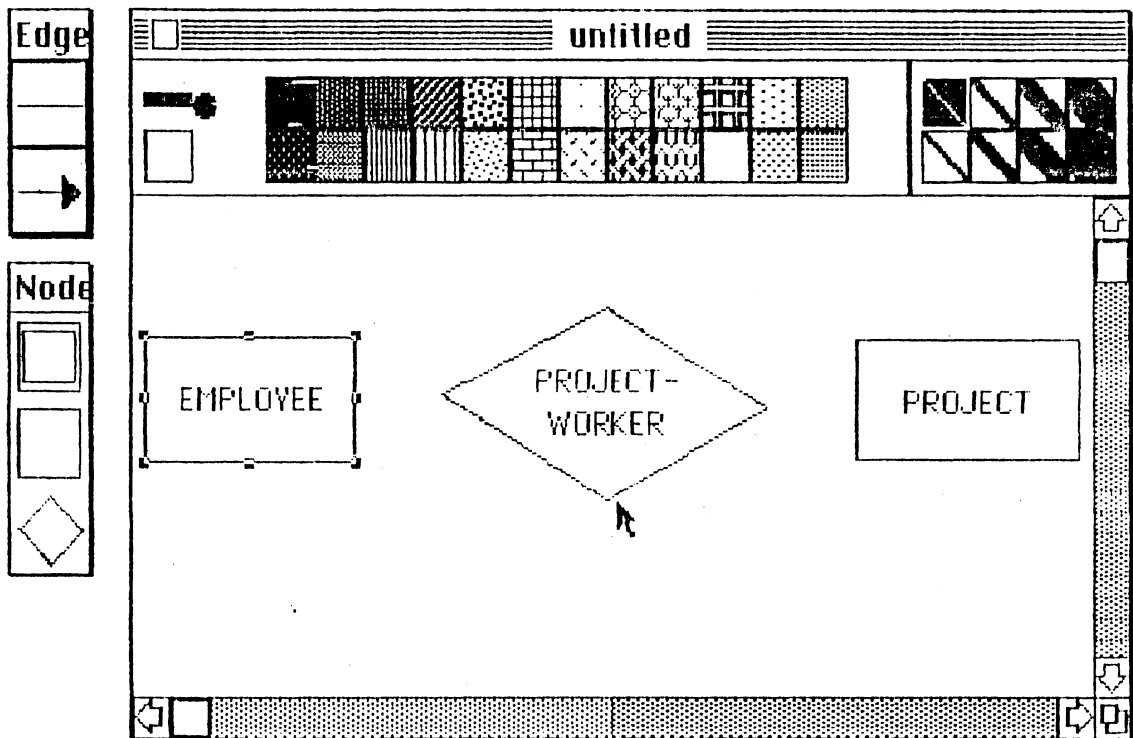 Edge
untitled
Node
EMPLOYEE
PROJECT-
WORKER
PROJECT